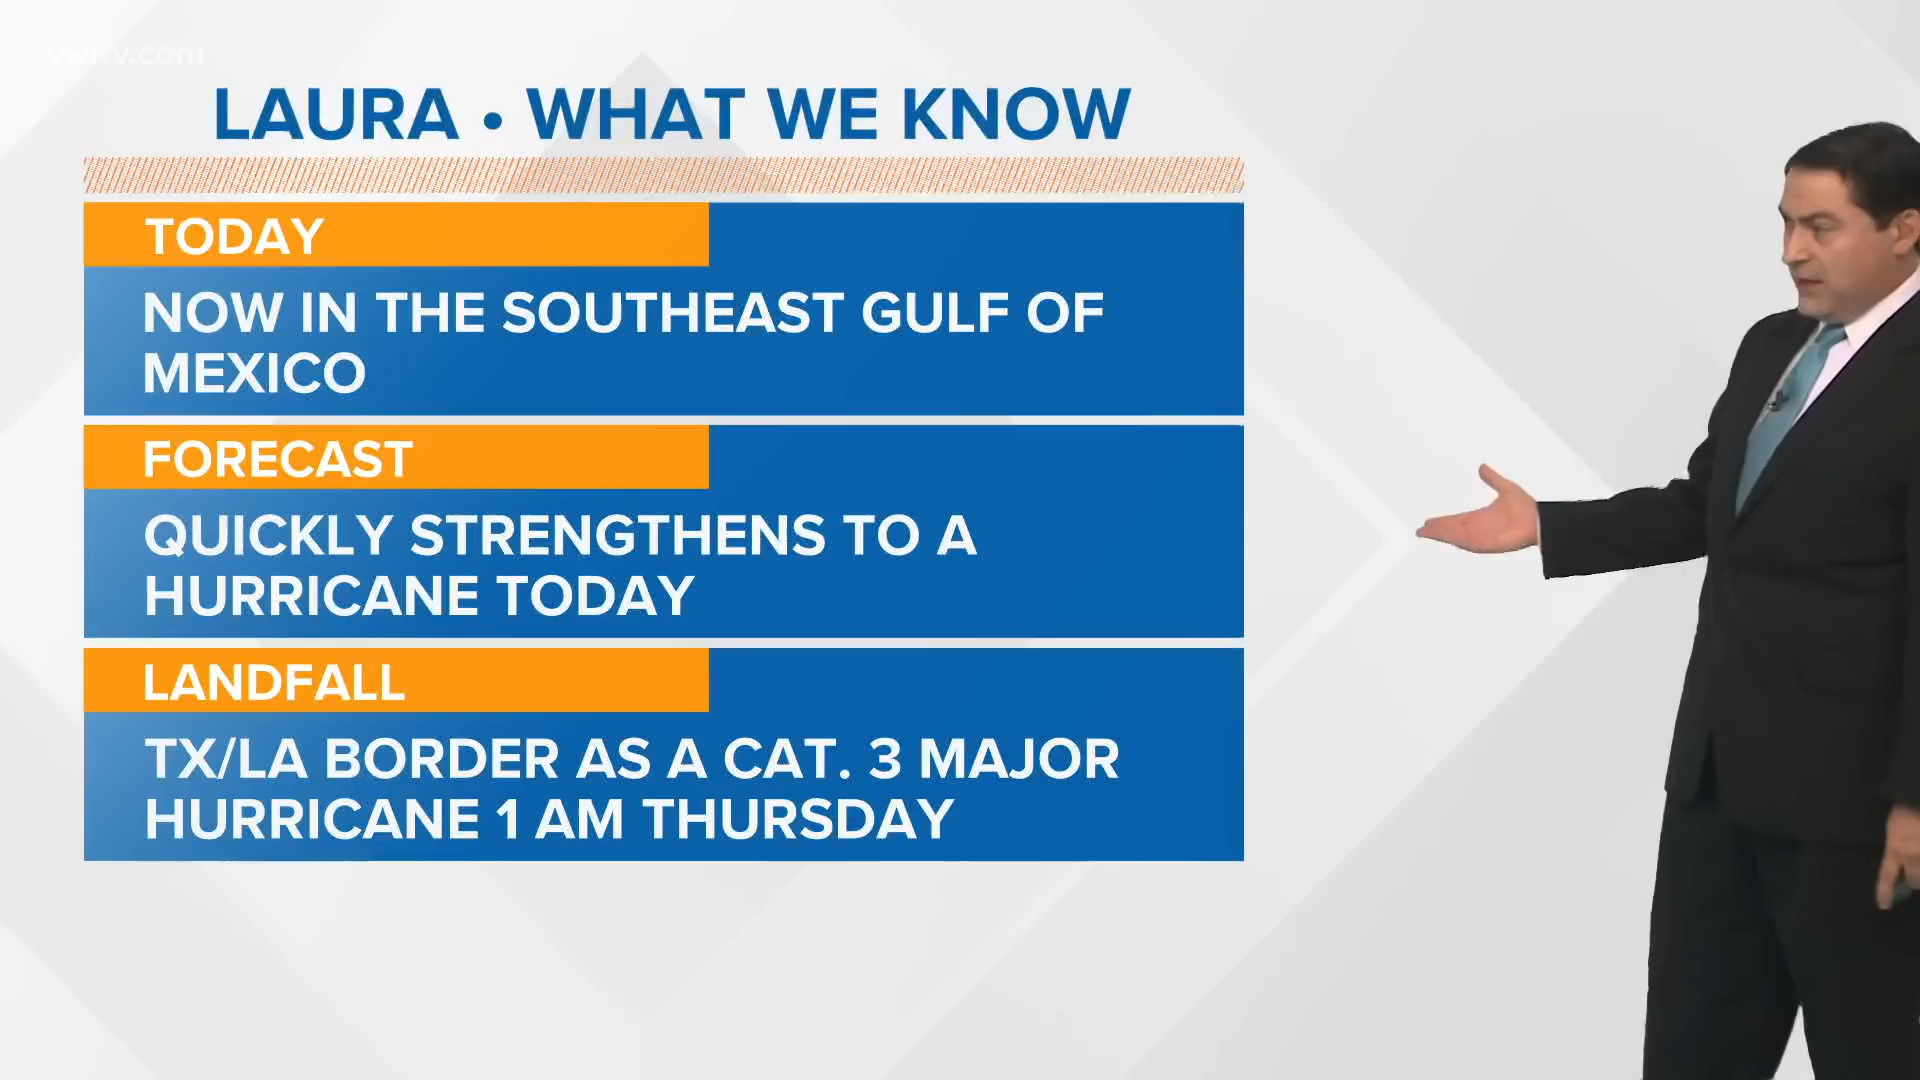 LAURA • WHAT WE KNOW
TODAY
NOW IN THE SOUTHEAST GULF OF
MEXICO
FORECAST
QUICKLY STRENGTHENS TO A
HURRICANE TODAY
LANDFALL
TX/LA BORDER AS A CAT. 3 MAJOR
HURRICANE 1 AM THURSDAY